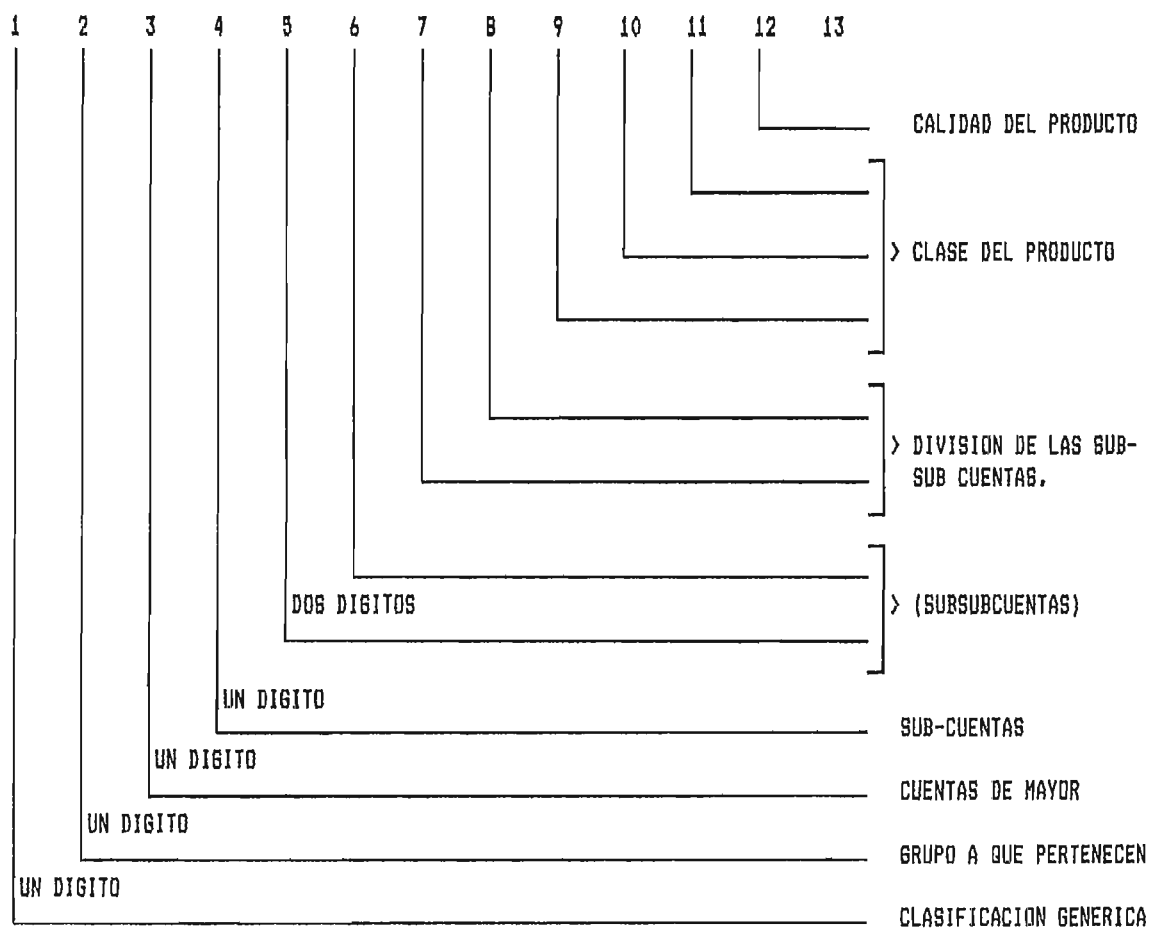 1 2 3 4 5 6 7 8 9 10 11 12 13
CALIDAD DEL PRODUCTO
> CLASE DEL PRODUCTO
> DIVISION DE LAS SUB-
SUB CUENTAS.
DOS DIGITOS
> (SUBSUBCUENTAS)
UN DIGITO
SUB-CUENTAS
UN DIGITO
CUENTAS DE MAYOR
UN DIGITO
GRUPO A QUE PERTENECEN
UN DIGITO
CLASIFICACION GENERICA